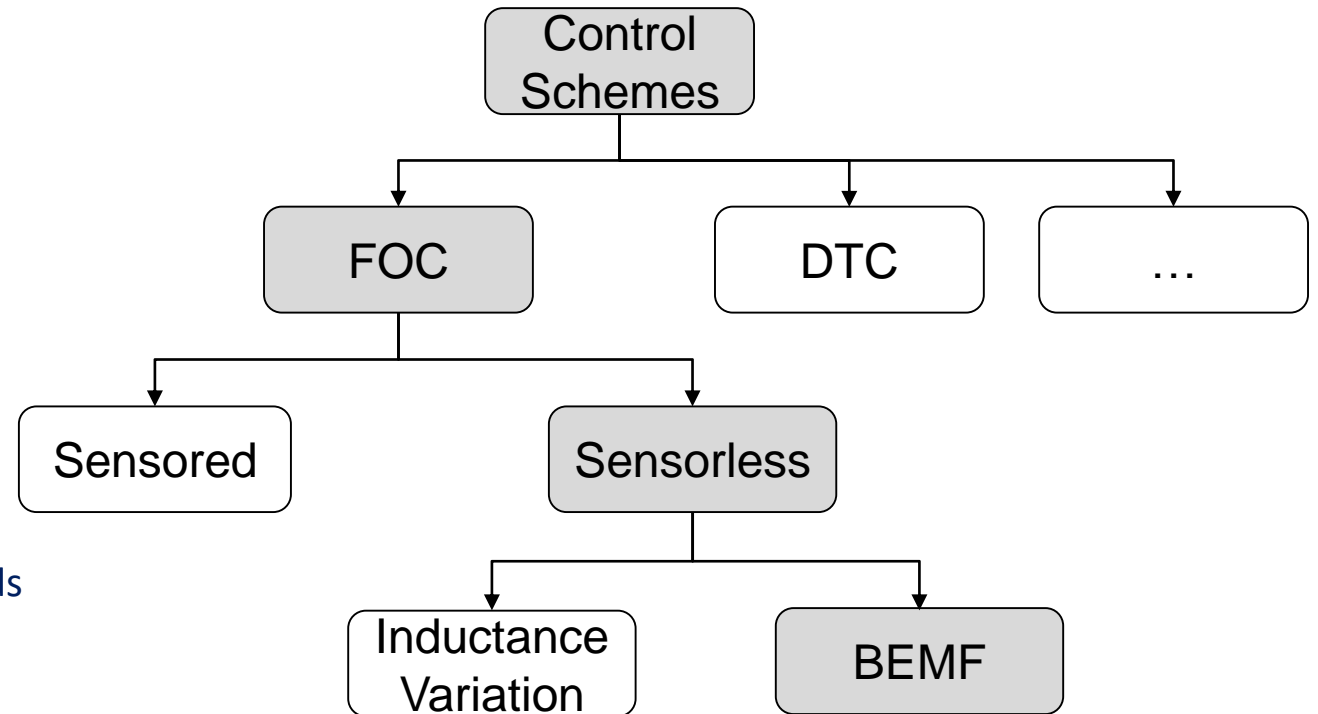 Control
Schemes
FOC
DTC
…
Sensored
Sensorless
ls
Inductance
Variation
BEMF